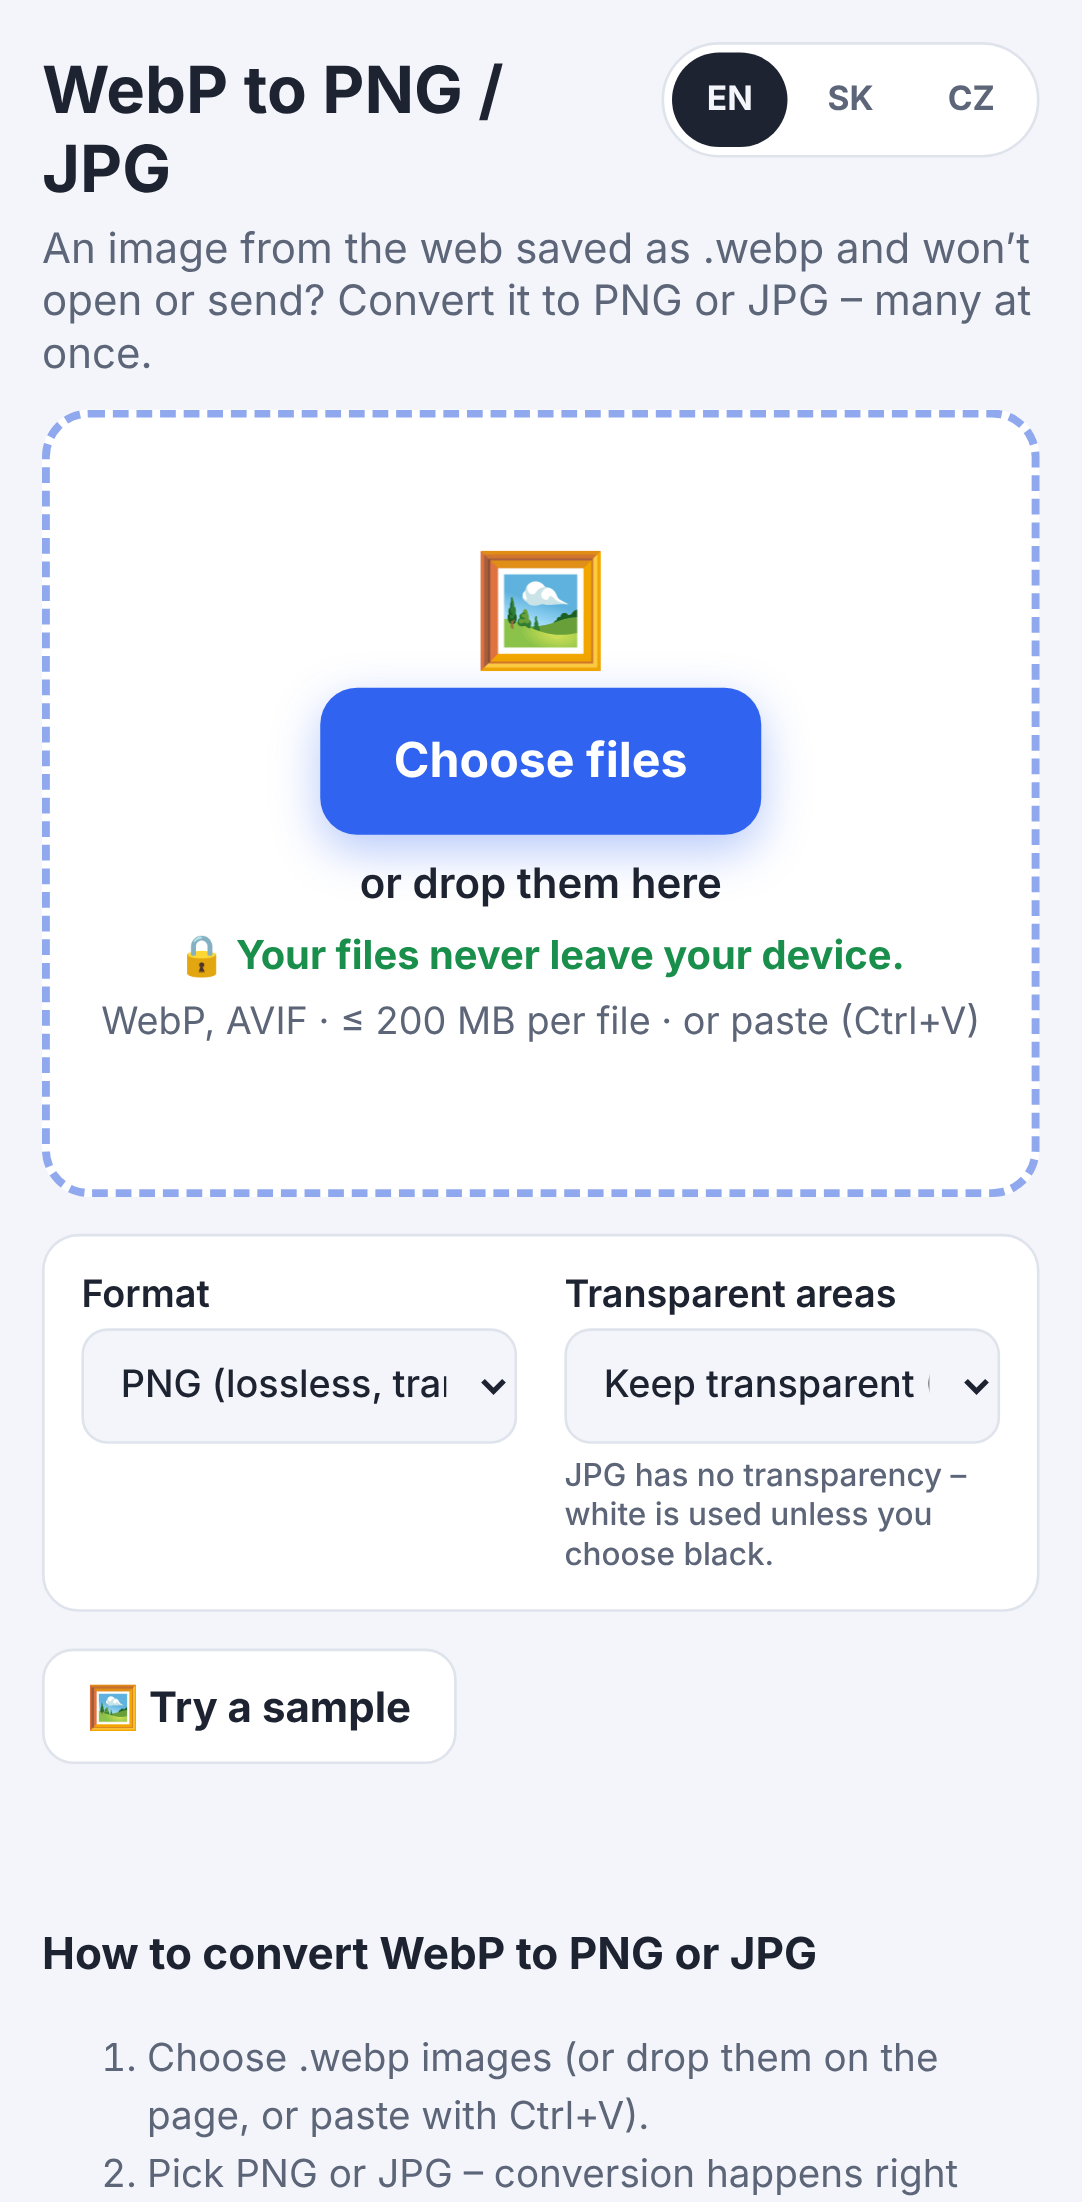 WebP to PNG /
JPG
EN SK CZ
An image from the web saved as .webp and won’t
open or send? Convert it to PNG or JPG – many at
once.
Choose files
or drop them here
🔒 Your files never leave your device.
WebP, AVIF · ≤ 200 MB per file · or paste (Ctrl+V)
Format
PNG (lossless,
Transparent areas
Keep transparent
JPG has no transparency –
white is used unless you
choose black.
Try a sample
How to convert WebP to PNG or JPG
1. Choose .webp images (or drop them on the
page, or paste with Ctrl+V).
2. Pick PNG or JPG – conversion happens right